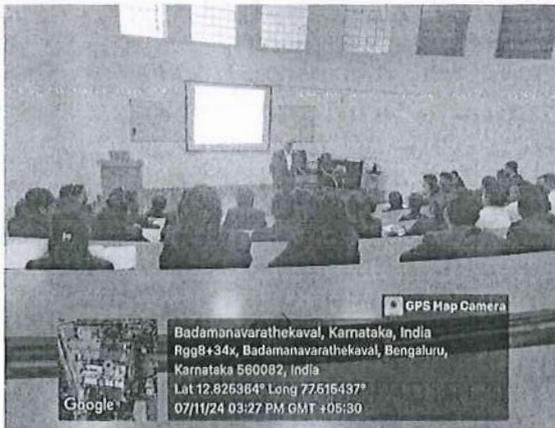 GPS Map Camera
Badamanavarathekaval, Karnataka, India
Rgg8+34x, Badamanavarathekaval, Bengaluru,
Karnataka 560082, India
Lat 12.825364° Long 77.515437°
07/11/24 03:27 PM GMT +05:30
Google